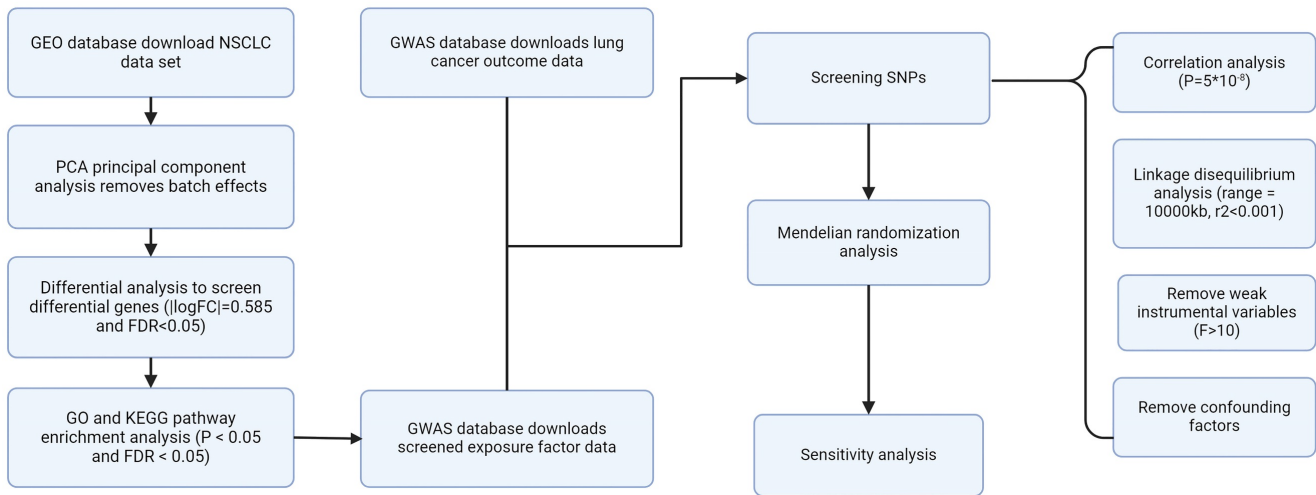 GEO database download NSCLC
data set
PCA principal component
analysis removes batch effects
Differential analysis to screen
differential genes (|logFC|=0.585
and FDR<0.05)
GO and KEGG pathway
enrichment analysis (P < 0.05
and FDR < 0.05)
GWAS database downloads lung
cancer outcome data
GWAS database downloads
screened exposure factor data
Screening SNPs
Mendelian randomization
analysis
Sensitivity analysis
Correlation analysis
(P=5*10⁻⁸)
Linkage disequilibrium
analysis (range =
10000kb, r2<0.001)
Remove weak
instrumental variables
(F>10)
Remove confounding
factors